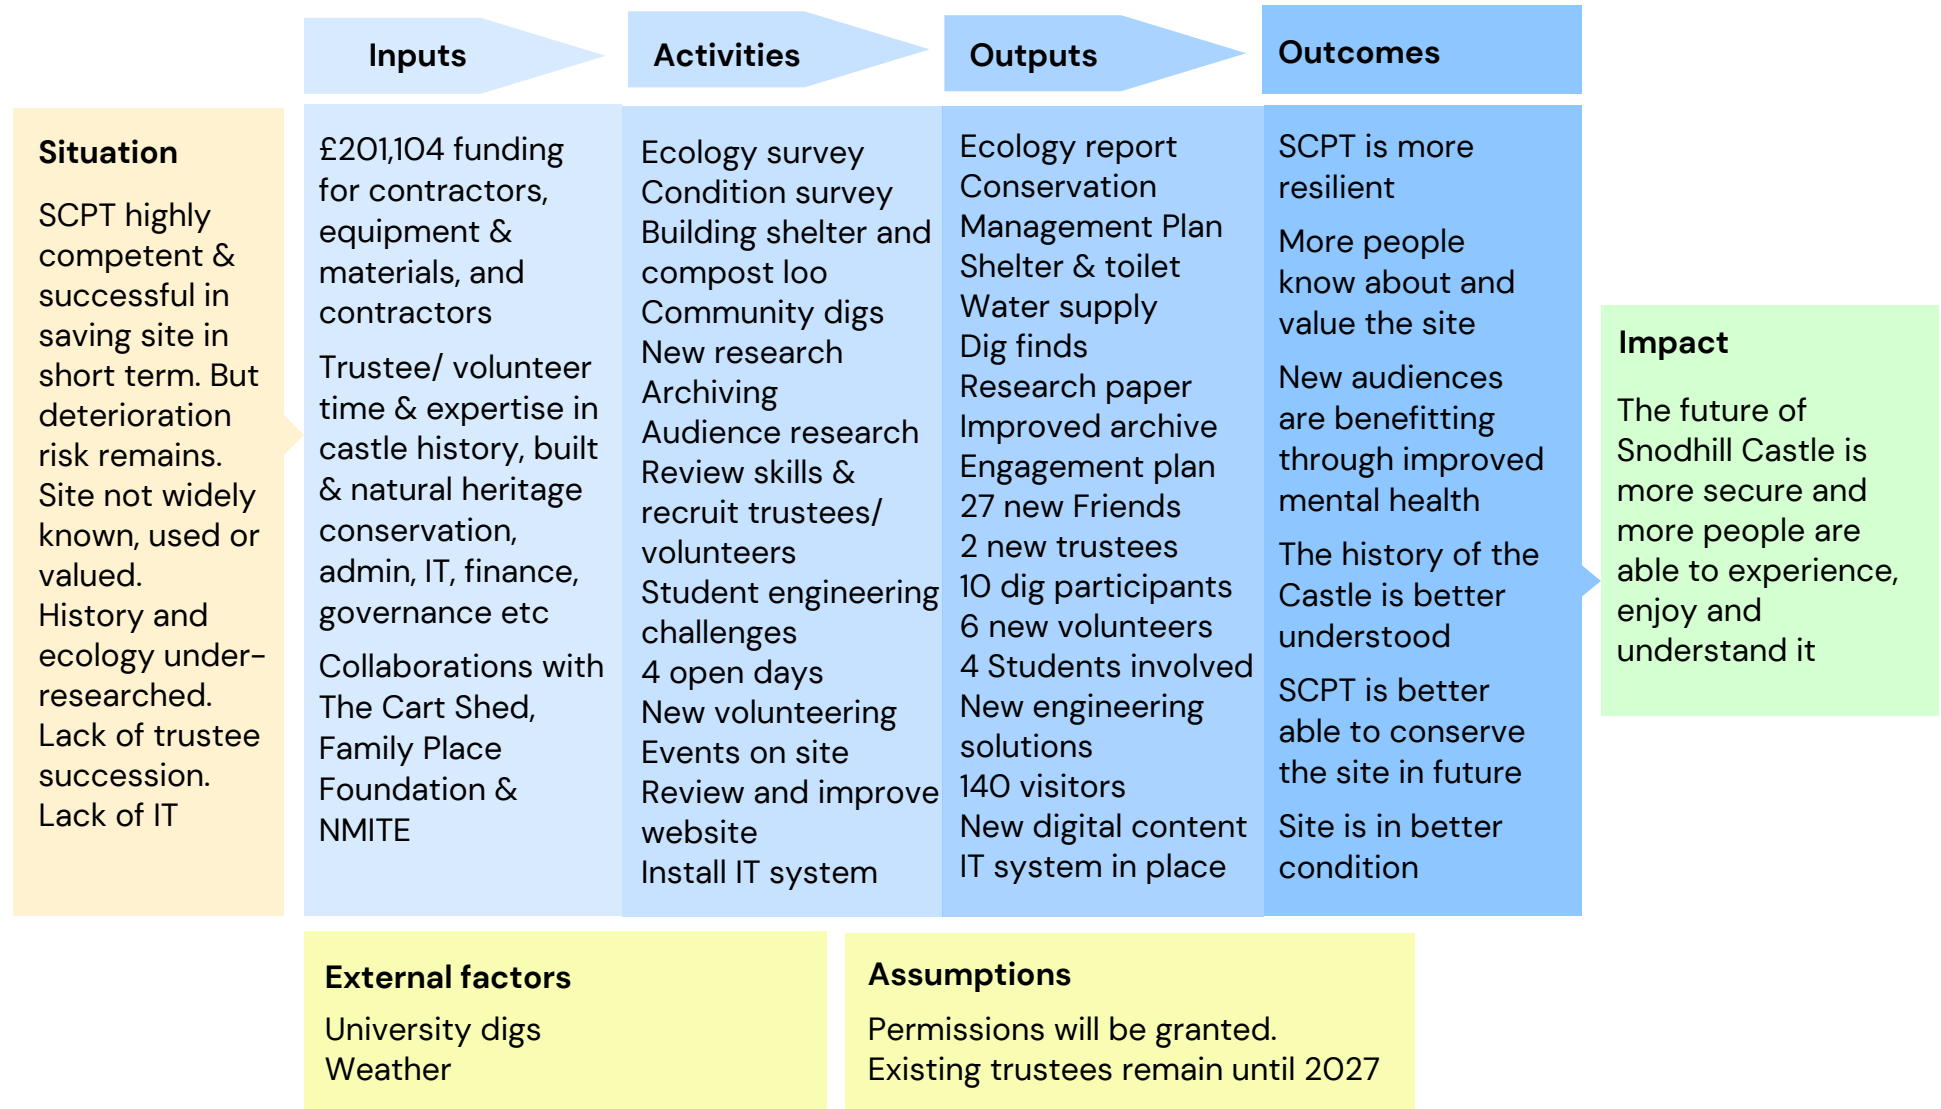 Inputs
Activities
Outputs
Outcomes
Situation
SCPT highly
competent &
successful in
saving site in
short term. But
deterioration
risk remains.
Site not widely
known, used or
valued.
History and
ecology under-
researched.
Lack of trustee
succession.
Lack of IT
£201,104 funding
for contractors,
equipment &
materials, and
contractors
Trustee/ volunteer
time & expertise in
castle history, built
& natural heritage
conservation,
admin, IT, finance,
governance etc
Collaborations with
The Cart Shed,
Family Place
Foundation &
NMITE
Ecology survey
Condition survey
Building shelter and
compost loo
Community digs
New research
Archiving
Audience research
Review skills &
recruit trustees/
volunteers
Student engineering
challenges
4 open days
New volunteering
Events on site
Review and improve
website
Install IT system
Ecology report
Conservation
Management Plan
Shelter & toilet
Water supply
Dig finds
Research paper
Improved archive
Engagement plan
27 new Friends
2 new trustees
10 dig participants
6 new volunteers
4 Students involved
New engineering
solutions
140 visitors
New digital content
IT system in place
SCPT is more
resilient
More people
know about and
value the site
New audiences
are benefitting
through improved
mental health
The history of the
Castle is better
understood
SCPT is better
able to conserve
the site in future
Site is in better
condition
Impact
The future of
Snodhill Castle is
more secure and
more people are
able to experience,
enjoy and
understand it
External factors
University digs
Weather
Assumptions
Permissions will be granted.
Existing trustees remain until 2027